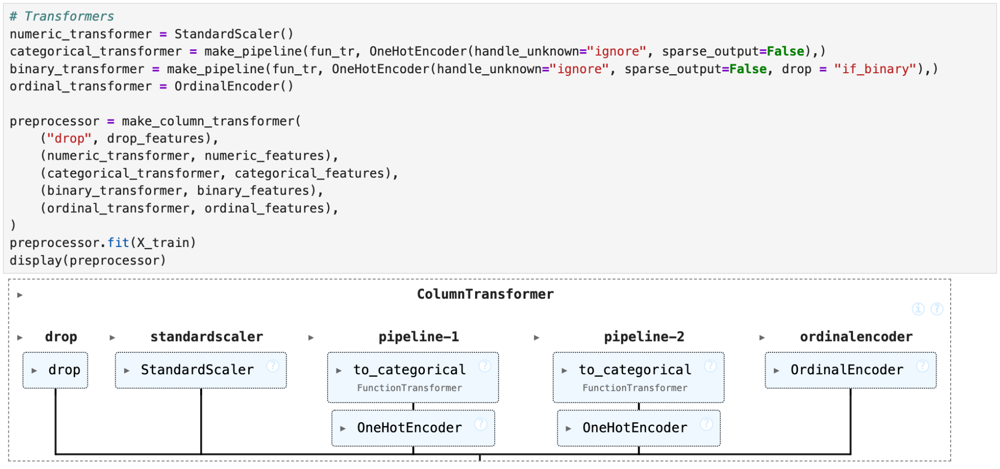 # Transformers
numeric_transformer = StandardScaler()
categorical_transformer = make_pipeline(fun_tr, OneHotEncoder(handle_unknown="ignore", sparse_output=False),)
binary_transformer = make_pipeline(fun_tr, OneHotEncoder(handle_unknown="ignore", sparse_output=False, drop = "if_binary"),)
ordinal_transformer = OrdinalEncoder()

preprocessor = make_column_transformer(
    ("drop", drop_features),
    (numeric_transformer, numeric_features),
    (categorical_transformer, categorical_features),
    (binary_transformer, binary_features),
    (ordinal_transformer, ordinal_features),
)
preprocessor.fit(X_train)
display(preprocessor)
▸ ColumnTransformer
i ?
▸ drop ▸ standardscaler ▸ pipeline-1 ▸ pipeline-2 ▸ ordinalencoder
▸ drop ▸ StandardScaler ? ▸ to_categorical ? ▸ to_categorical ? ▸ OrdinalEncoder ?
FunctionTransformer FunctionTransformer
▸ OneHotEncoder ? ▸ OneHotEncoder ?